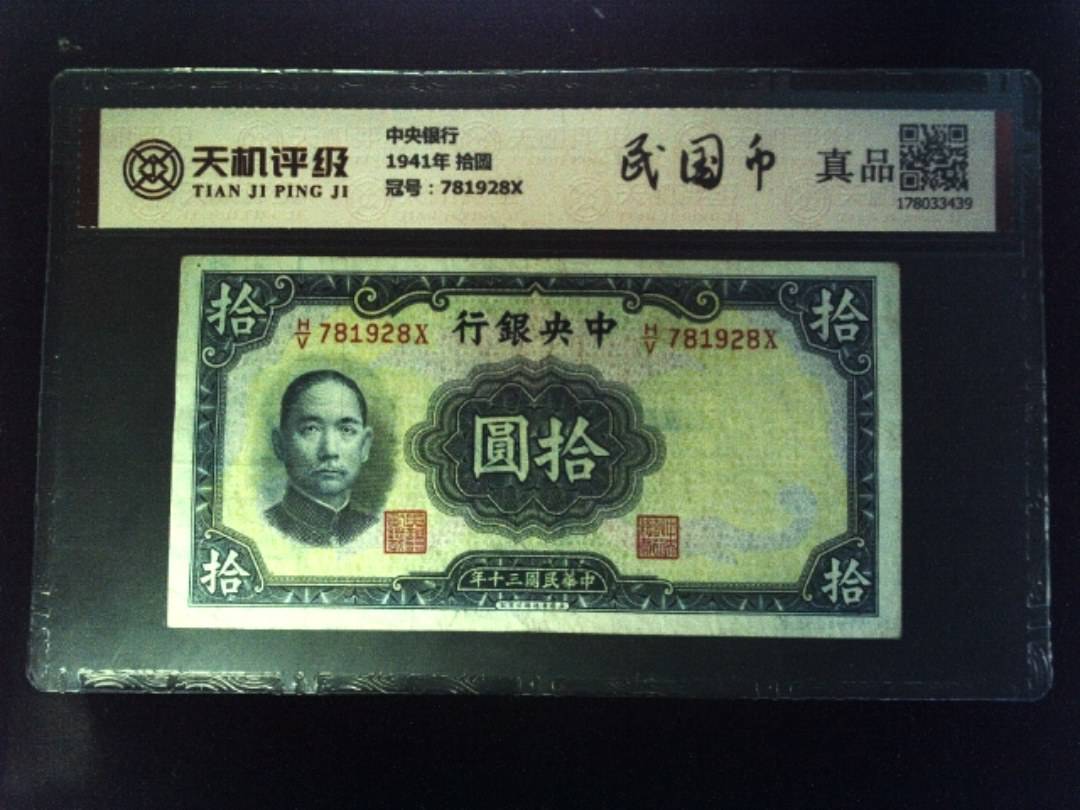 天机评级
TIAN JI PING JI
中央银行
1941年 拾圆
冠号：781928X
民国币
真品
178033439
拾
拾
H/V 781928X
行銀央中
H/V 781928X
圓拾
年十三國民華中
拾
拾